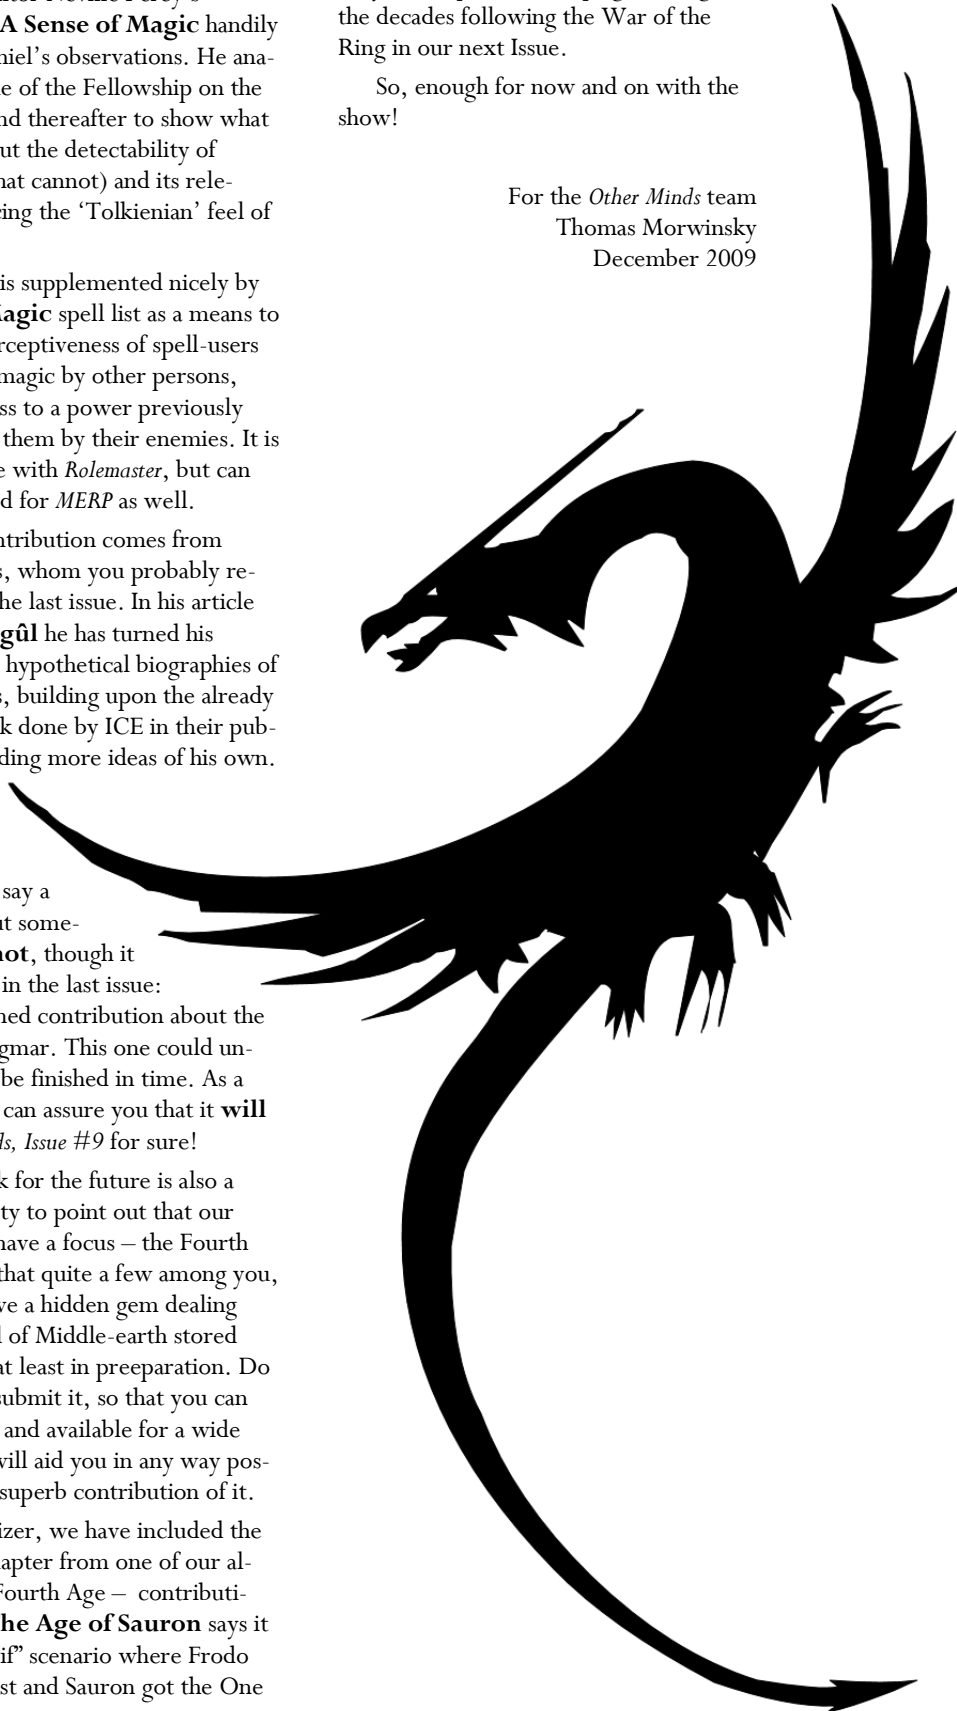 A Sense of Magic handily
niel’s observations. He ana-
e of the Fellowship on the
nd thereafter to show what
ut the detectability of
hat cannot) and its rele-
cing the ‘Tolkienian’ feel of
is supplemented nicely by
Magic spell list as a means to
rceptiveness of spell-users
magic by other persons,
ss to a power previously
them by their enemies. It is
e with Rolemaster, but can
d for MERP as well.
ntribution comes from
s, whom you probably re-
he last issue. In his article
gûl he has turned his
hypothetical biographies of
s, building upon the already
k done by ICE in their pub-
ding more ideas of his own.
say a
ut some-
not, though it
in the last issue:
ned contribution about the
gmar. This one could un-
be finished in time. As a
can assure you that it will
ds, Issue #9 for sure!
k for the future is also a
ty to point out that our
have a focus – the Fourth
that quite a few among you,
ve a hidden gem dealing
d of Middle-earth stored
at least in preeparation. Do
submit it, so that you can
and available for a wide
will aid you in any way pos-
superb contribution of it.
izer, we have included the
apter from one of our al-
Fourth Age – contributi-
he Age of Sauron says it
if” scenario where Frodo
st and Sauron got the One
the decades following the War of the
Ring in our next Issue.
So, enough for now and on with the
show!
For the Other Minds team
Thomas Morwinsky
December 2009